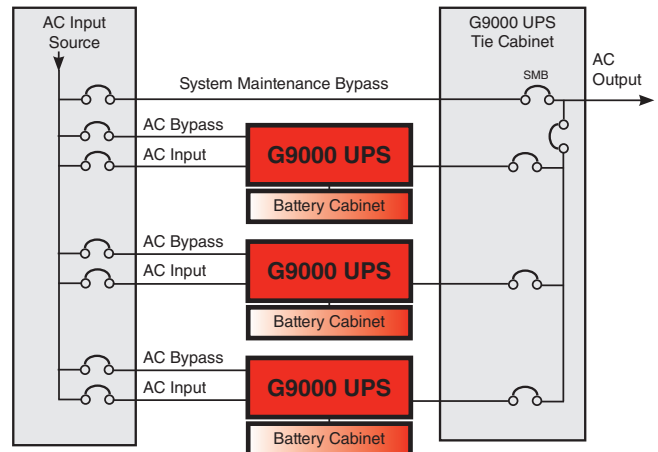 AC Input
Source
G9000 UPS
Tie Cabinet
AC
Output
SMB
System Maintenance Bypass
AC Bypass
AC Input
G9000 UPS
Battery Cabinet
AC Bypass
AC Input
G9000 UPS
Battery Cabinet
AC Bypass
AC Input
G9000 UPS
Battery Cabinet